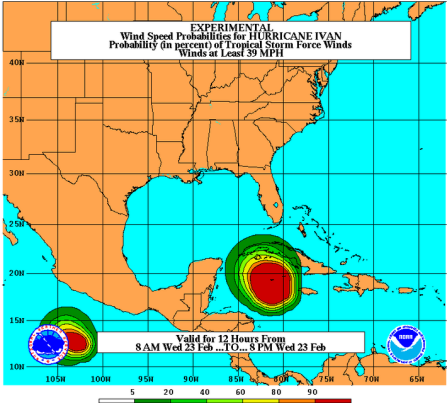 EXPERIMENTAL
Wind Speed Probabilities for HURRICANE IVAN
Probability (in percent) of Tropical Storm Force Winds
Winds at Least 39 MPH
40N
35N
30N
25N
20N
15N
10N
Valid for 12 Hours From
8 AM Wed 23 Feb ...TO... 8 PM Wed 23 Feb
NOAA
105W 100W 95W 90W 85W 80W 75W 70W 65W
5 20 40 60 80 90